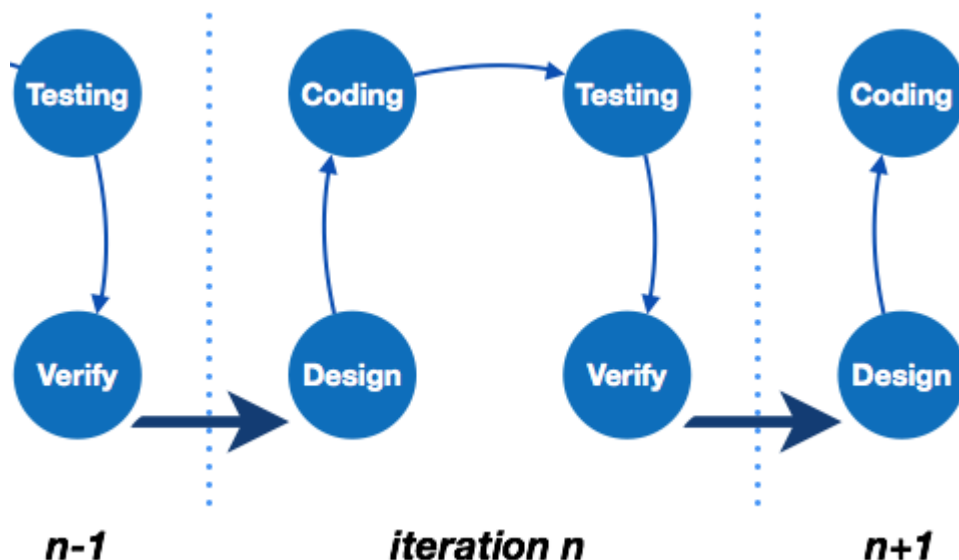 Testing
Coding
Testing
Coding
Verify
Design
Verify
Design
n-1
iteration n
n+1